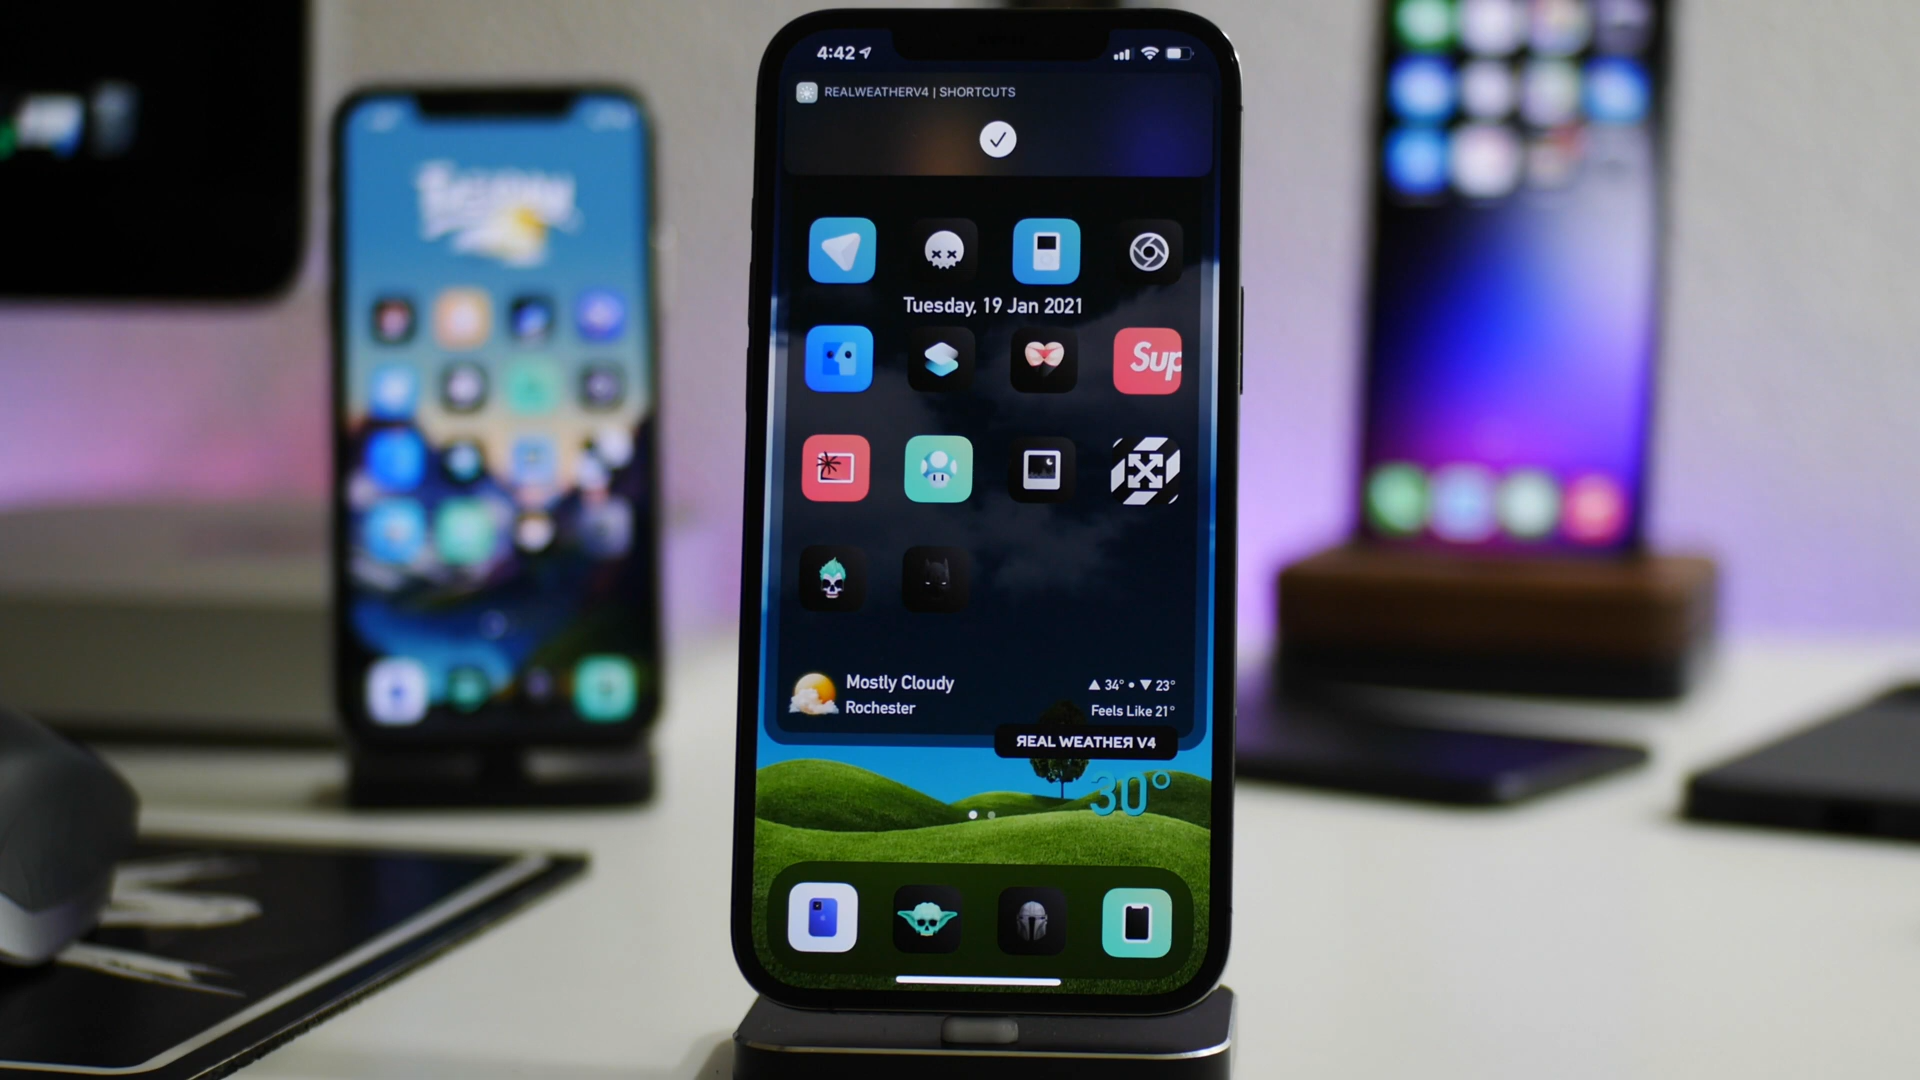 4:42
REALWEATHERV4 | SHORTCUTS
Tuesday, 19 Jan 2021
Sup
Mostly Cloudy
Rochester
▲ 34° • ▼ 23°
Feels Like 21°
ЯEAL WEATHEЯ V4
30°